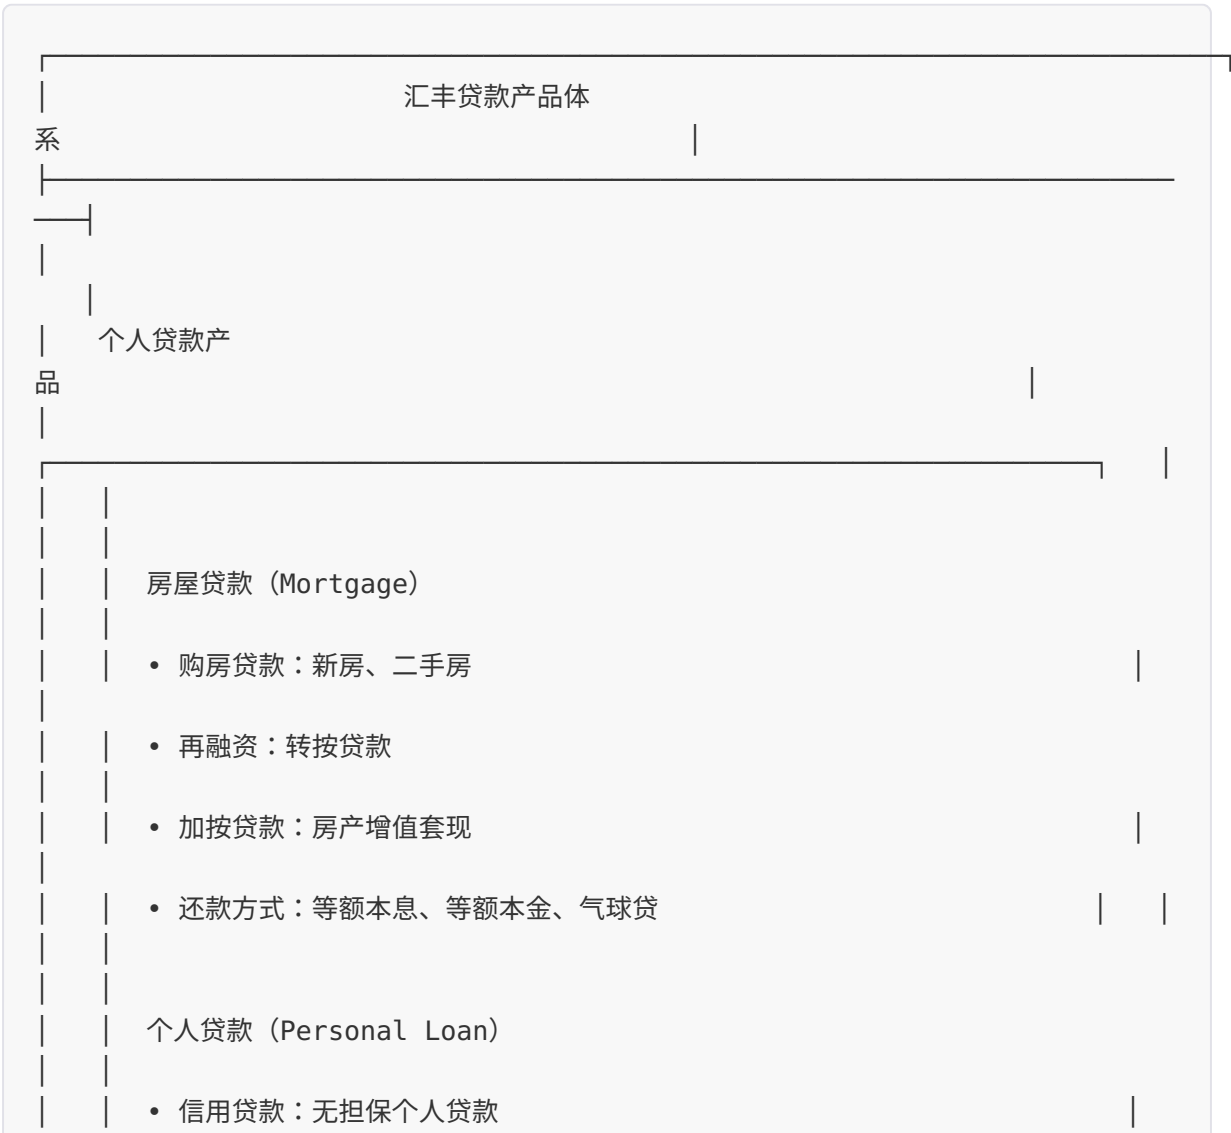 汇丰贷款产品体
系
个人贷款产
品
房屋贷款（Mortgage）
• 购房贷款：新房、二手房
• 再融资：转按贷款
• 加按贷款：房产增值套现
• 还款方式：等额本息、等额本金、气球贷
个人贷款（Personal Loan）
• 信用贷款：无担保个人贷款